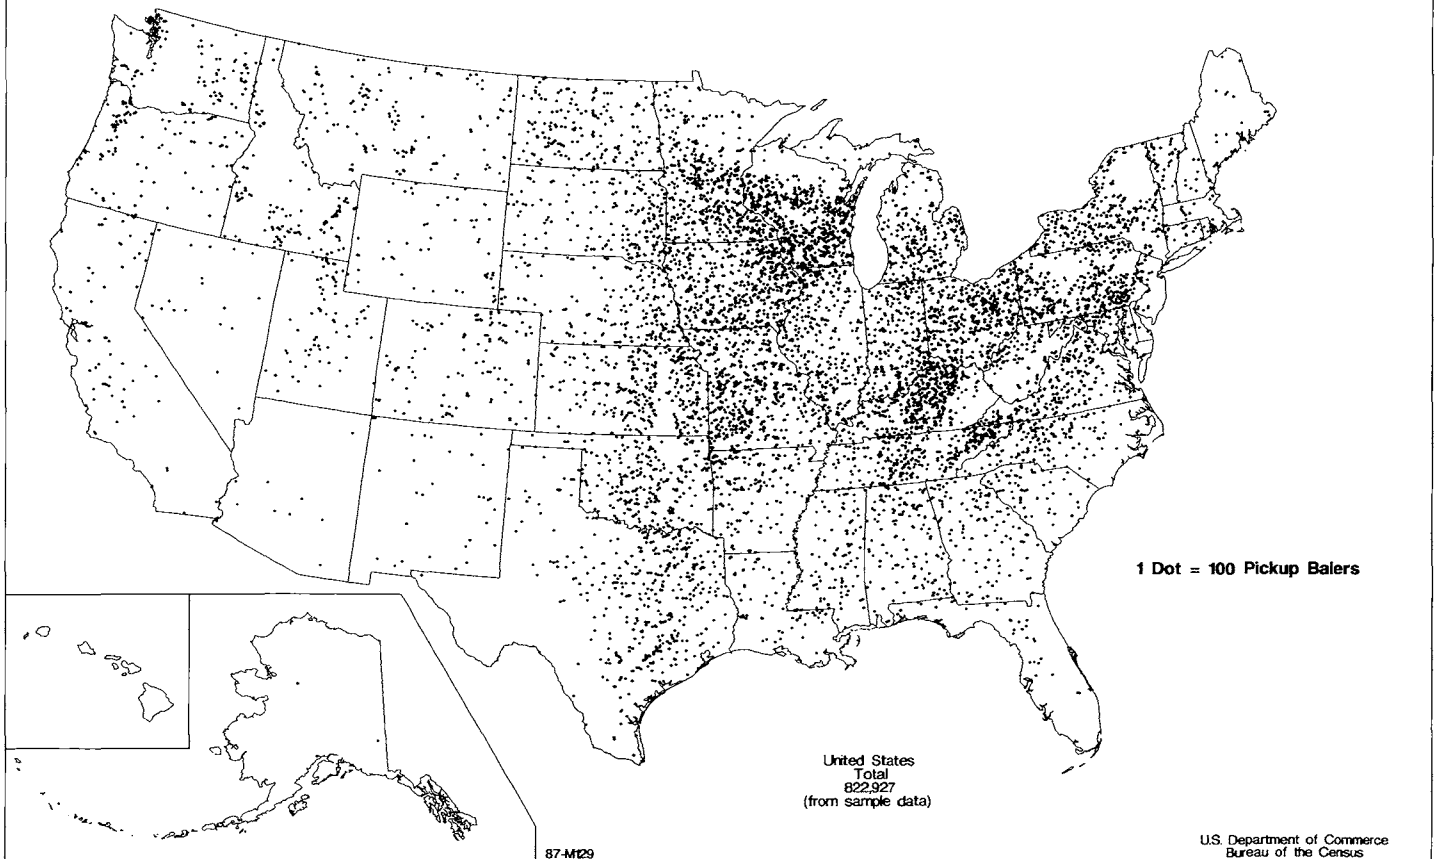 1 Dot = 100 Pickup Balers
United States
Total
822,927
(from sample data)
87-M129
U.S. Department of Commerce
Bureau of the Census